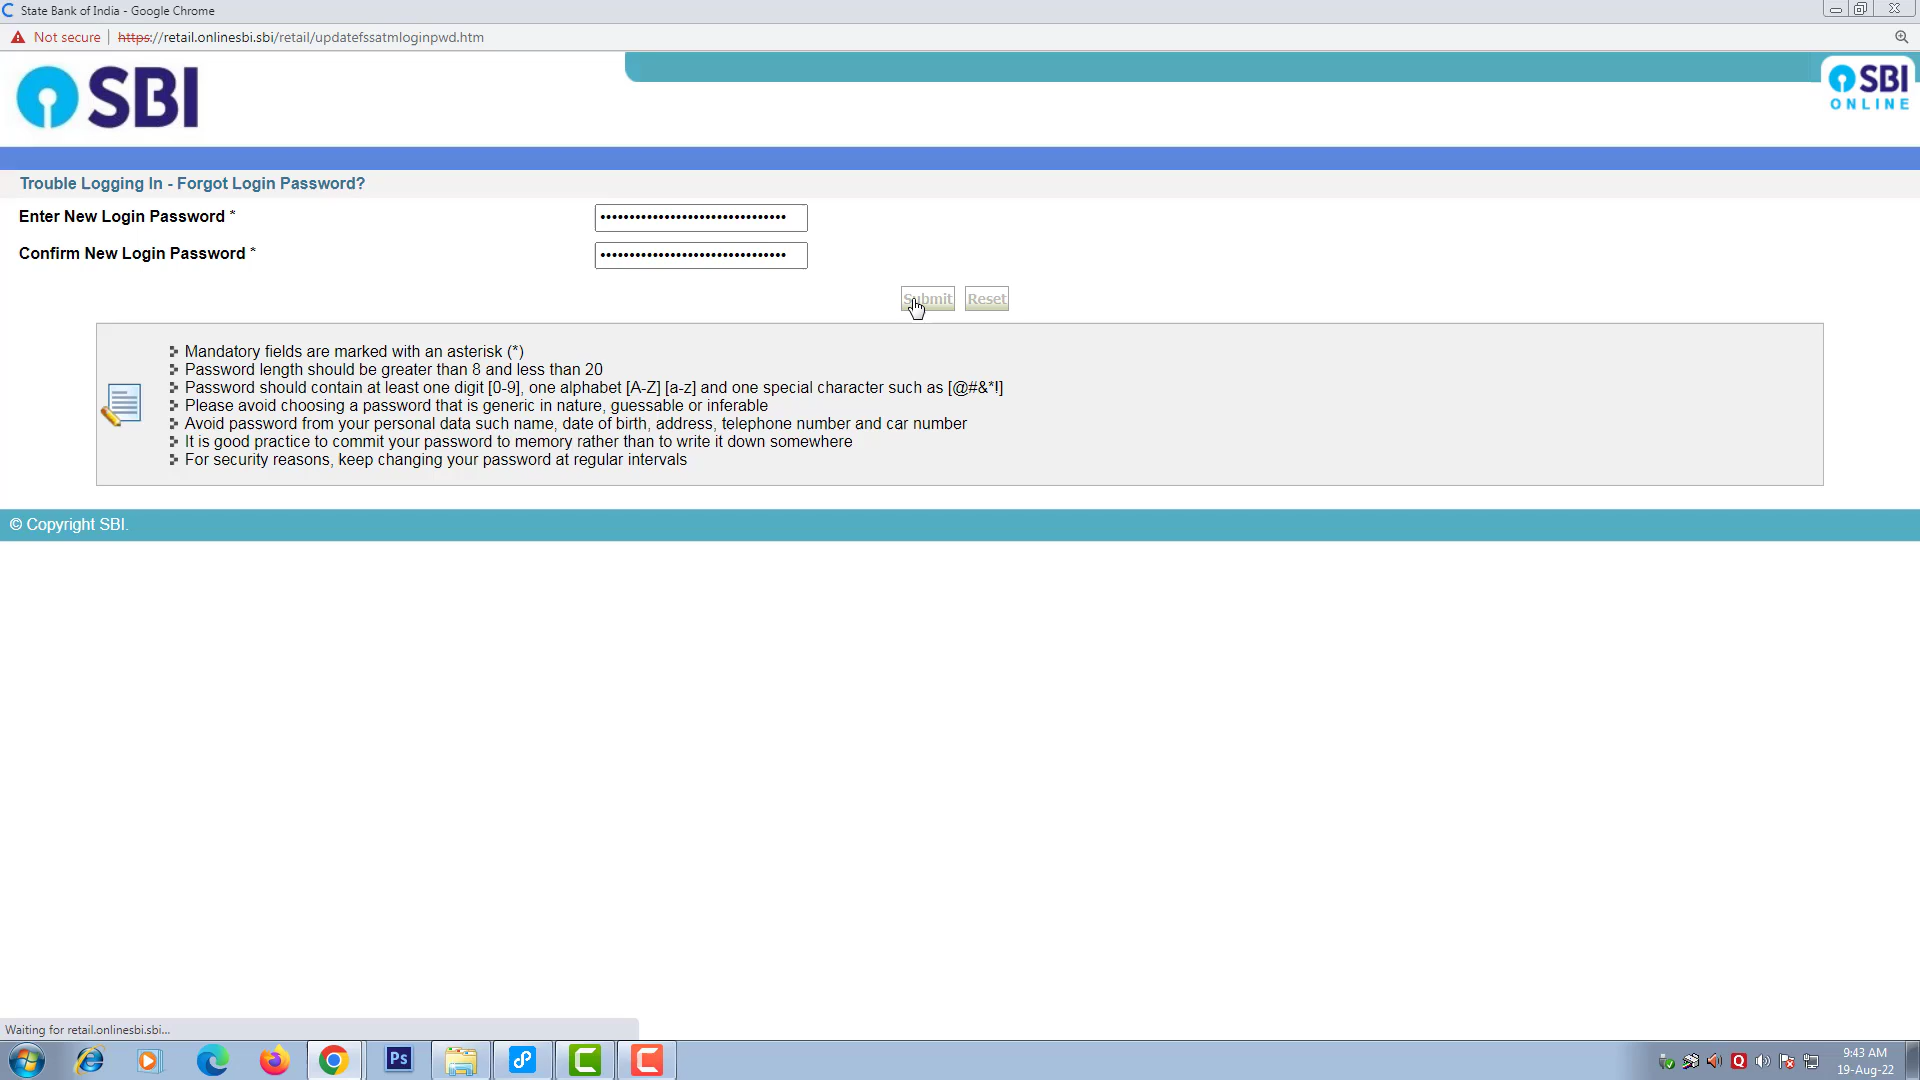 State Bank of India - Google Chrome
Not secure | https://retail.onlinesbi.sbi/retail/updatefssatmloginpwd.htm
SBI
SBI
ONLINE
Trouble Logging In - Forgot Login Password?
Enter New Login Password *
Confirm New Login Password *
Submit Reset
Mandatory fields are marked with an asterisk (*)
Password length should be greater than 8 and less than 20
Password should contain at least one digit [0-9], one alphabet [A-Z] [a-z] and one special character such as [@#&*!]
Please avoid choosing a password that is generic in nature, guessable or inferable
Avoid password from your personal data such name, date of birth, address, telephone number and car number
It is good practice to commit your password to memory rather than to write it down somewhere
For security reasons, keep changing your password at regular intervals
© Copyright SBI.
Waiting for retail.onlinesbi.sbi...
Ps
9:43 AM
19-Aug-22